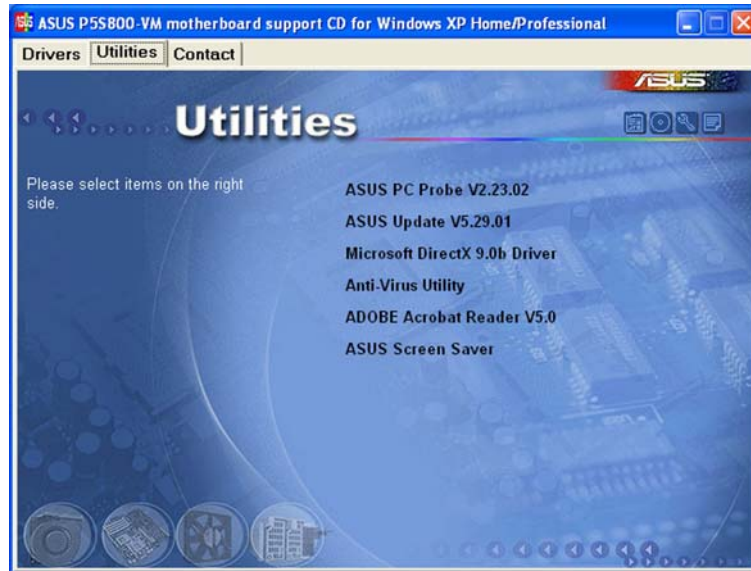 ASUS P5S800-VM motherboard support CD for Windows XP Home/Professional
Drivers Utilities Contact
ASUS
Utilities
Please select items on the right
side.
ASUS PC Probe V2.23.02
ASUS Update V5.29.01
Microsoft DirectX 9.0b Driver
Anti-Virus Utility
ADOBE Acrobat Reader V5.0
ASUS Screen Saver